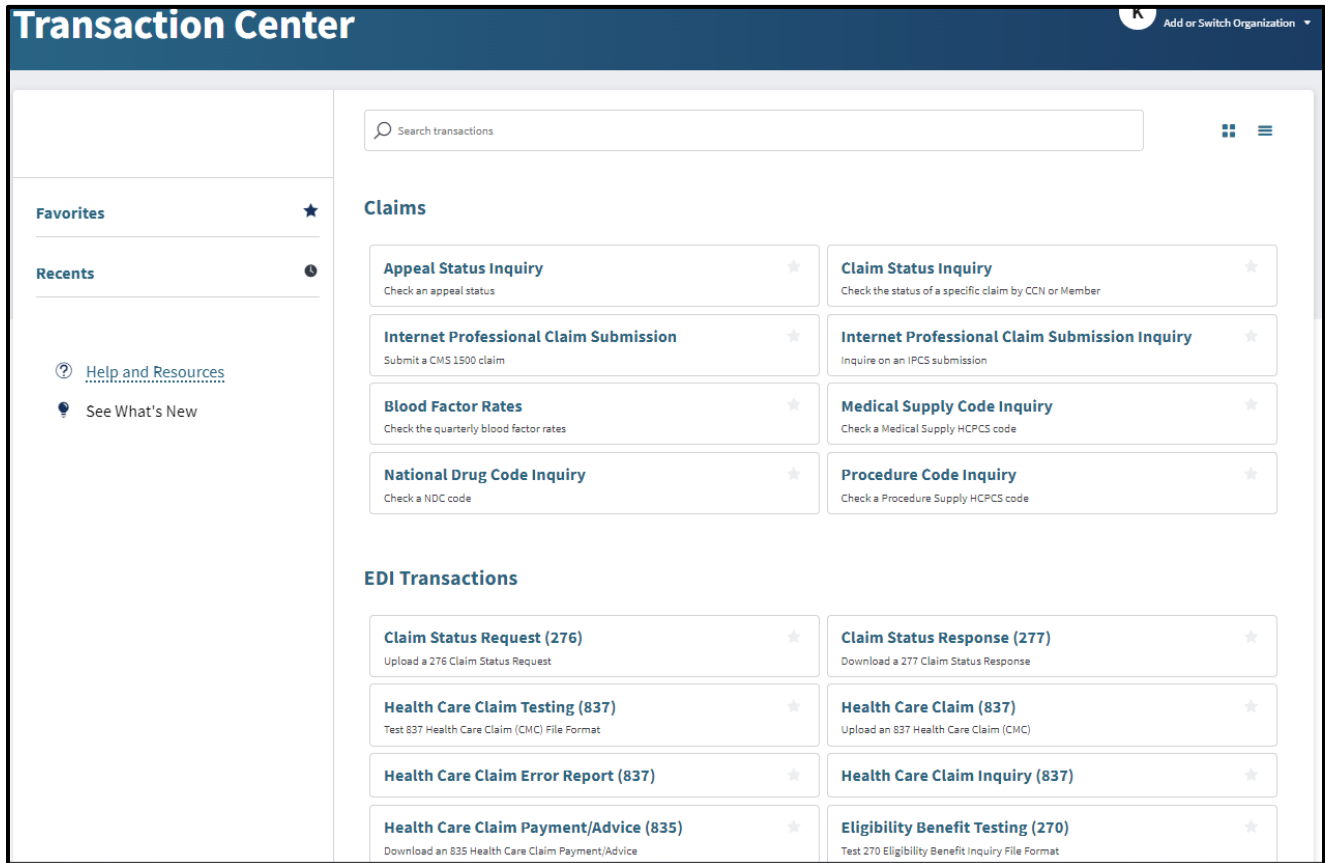 Transaction Center
K
Add or Switch Organization
Search transactions
Favorites
Recents
Help and Resources
See What's New
Claims
Appeal Status Inquiry
Check an appeal status
Claim Status Inquiry
Check the status of a specific claim by CCN or Member
Internet Professional Claim Submission
Submit a CMS 1500 claim
Internet Professional Claim Submission Inquiry
Inquire on an IPCS submission
Blood Factor Rates
Check the quarterly blood factor rates
Medical Supply Code Inquiry
Check a Medical Supply HCPCS code
National Drug Code Inquiry
Check a NDC code
Procedure Code Inquiry
Check a Procedure Supply HCPCS code
EDI Transactions
Claim Status Request (276)
Upload a 276 Claim Status Request
Claim Status Response (277)
Download a 277 Claim Status Response
Health Care Claim Testing (837)
Test 837 Health Care Claim (CMC) File Format
Health Care Claim (837)
Upload an 837 Health Care Claim (CMC)
Health Care Claim Error Report (837)
Health Care Claim Inquiry (837)
Health Care Claim Payment/Advice (835)
Download an 835 Health Care Claim Payment/Advice
Eligibility Benefit Testing (270)
Test 270 Eligibility Benefit Inquiry File Format